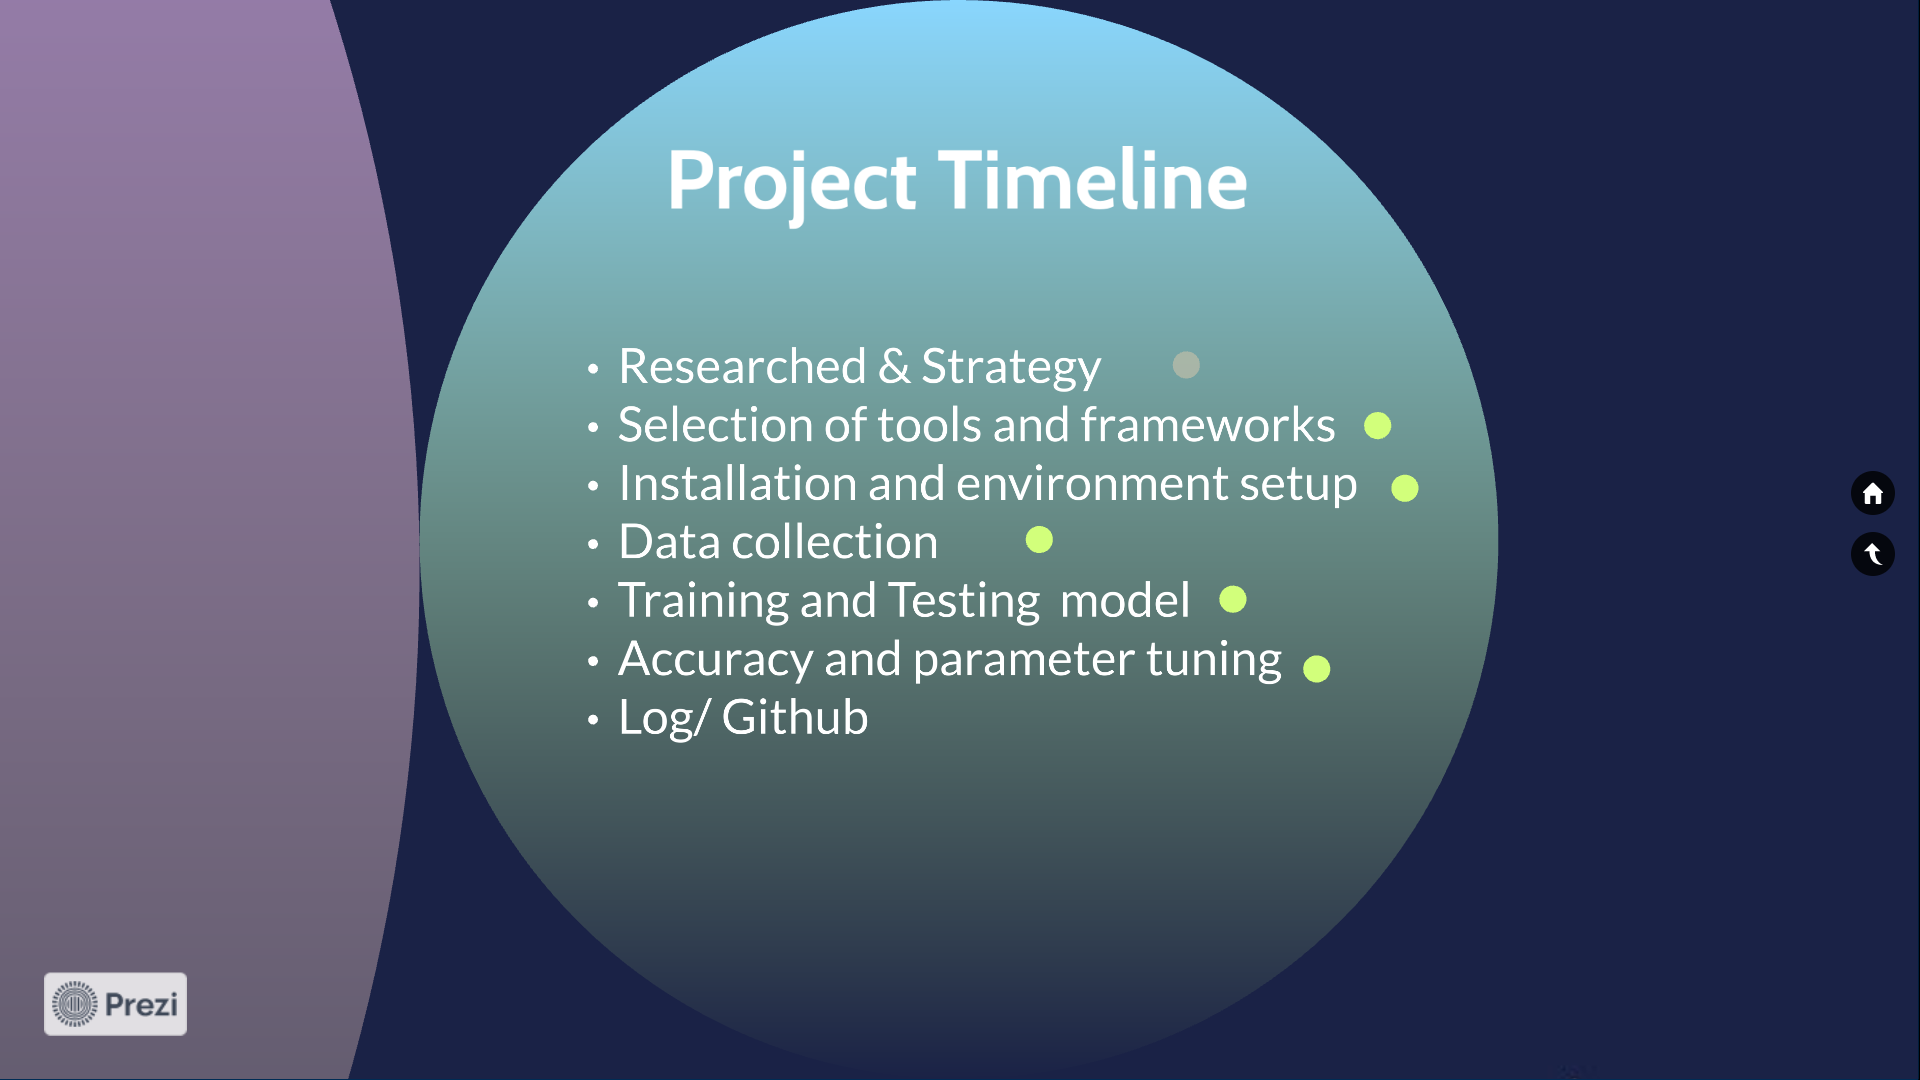 Project Timeline
• Researched & Strategy
• Selection of tools and frameworks
• Installation and environment setup
• Data collection
• Training and Testing  model
• Accuracy and parameter tuning
• Log/ Github
Prezi